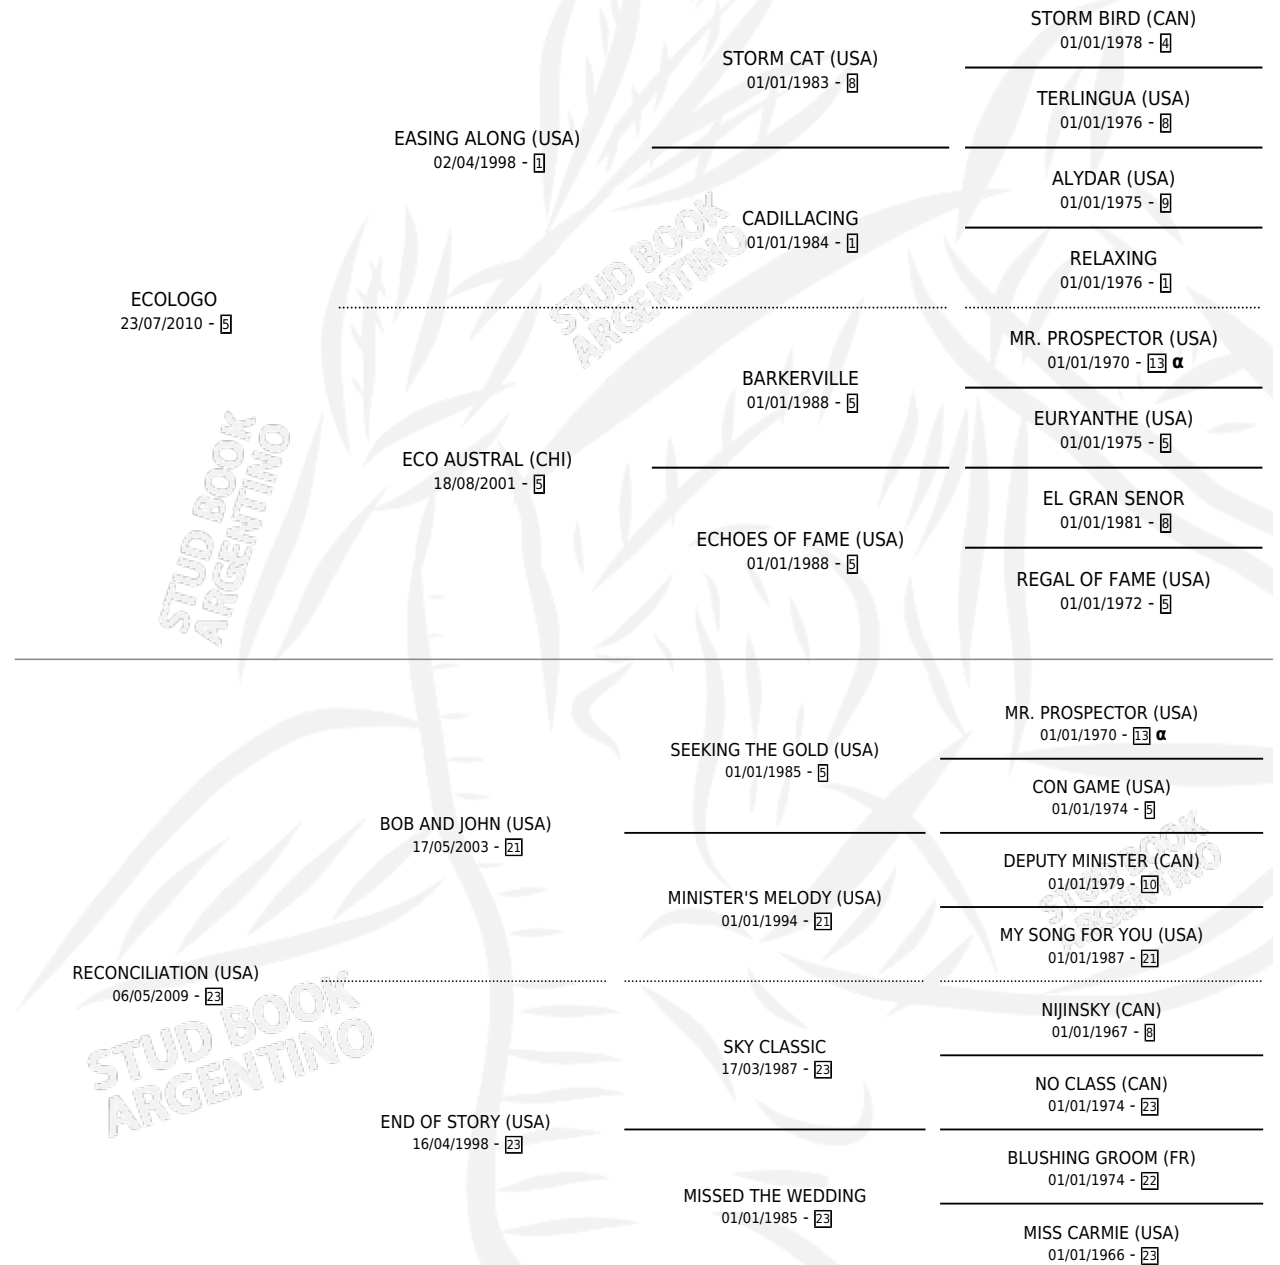 STORM BIRD (CAN)
01/01/1978 - 4
STORM CAT (USA)
01/01/1983 - 8
TERLINGUA (USA)
01/01/1976 - 8
EASING ALONG (USA)
02/04/1998 - 1
ALYDAR (USA)
01/01/1975 - 9
CADILLACING
01/01/1984 - 1
RELAXING
01/01/1976 - 1
STUD BOOK
ARGENTINO
ECOLOGO
23/07/2010 - 5
MR. PROSPECTOR (USA)
01/01/1970 - 13 α
BARKERVILLE
01/01/1988 - 5
EURYANTHE (USA)
01/01/1975 - 5
ECO AUSTRAL (CHI)
18/08/2001 - 5
EL GRAN SENOR
01/01/1981 - 8
ECHOES OF FAME (USA)
01/01/1988 - 5
REGAL OF FAME (USA)
01/01/1972 - 5
STUD BOOK
ARGENTINO
MR. PROSPECTOR (USA)
01/01/1970 - 13 α
SEEKING THE GOLD (USA)
01/01/1985 - 5
CON GAME (USA)
01/01/1974 - 5
BOB AND JOHN (USA)
17/05/2003 - 21
DEPUTY MINISTER (CAN)
01/01/1979 - 10
MINISTER'S MELODY (USA)
01/01/1994 - 21
MY SONG FOR YOU (USA)
01/01/1987 - 21
STUD BOOK
ARGENTINO
RECONCILIATION (USA)
06/05/2009 - 23
NIJINSKY (CAN)
01/01/1967 - 8
SKY CLASSIC
17/03/1987 - 23
NO CLASS (CAN)
01/01/1974 - 23
END OF STORY (USA)
16/04/1998 - 23
BLUSHING GROOM (FR)
01/01/1974 - 22
MISSED THE WEDDING
01/01/1985 - 23
MISS CARMIE (USA)
01/01/1966 - 23
STUD BOOK
ARGENTINO